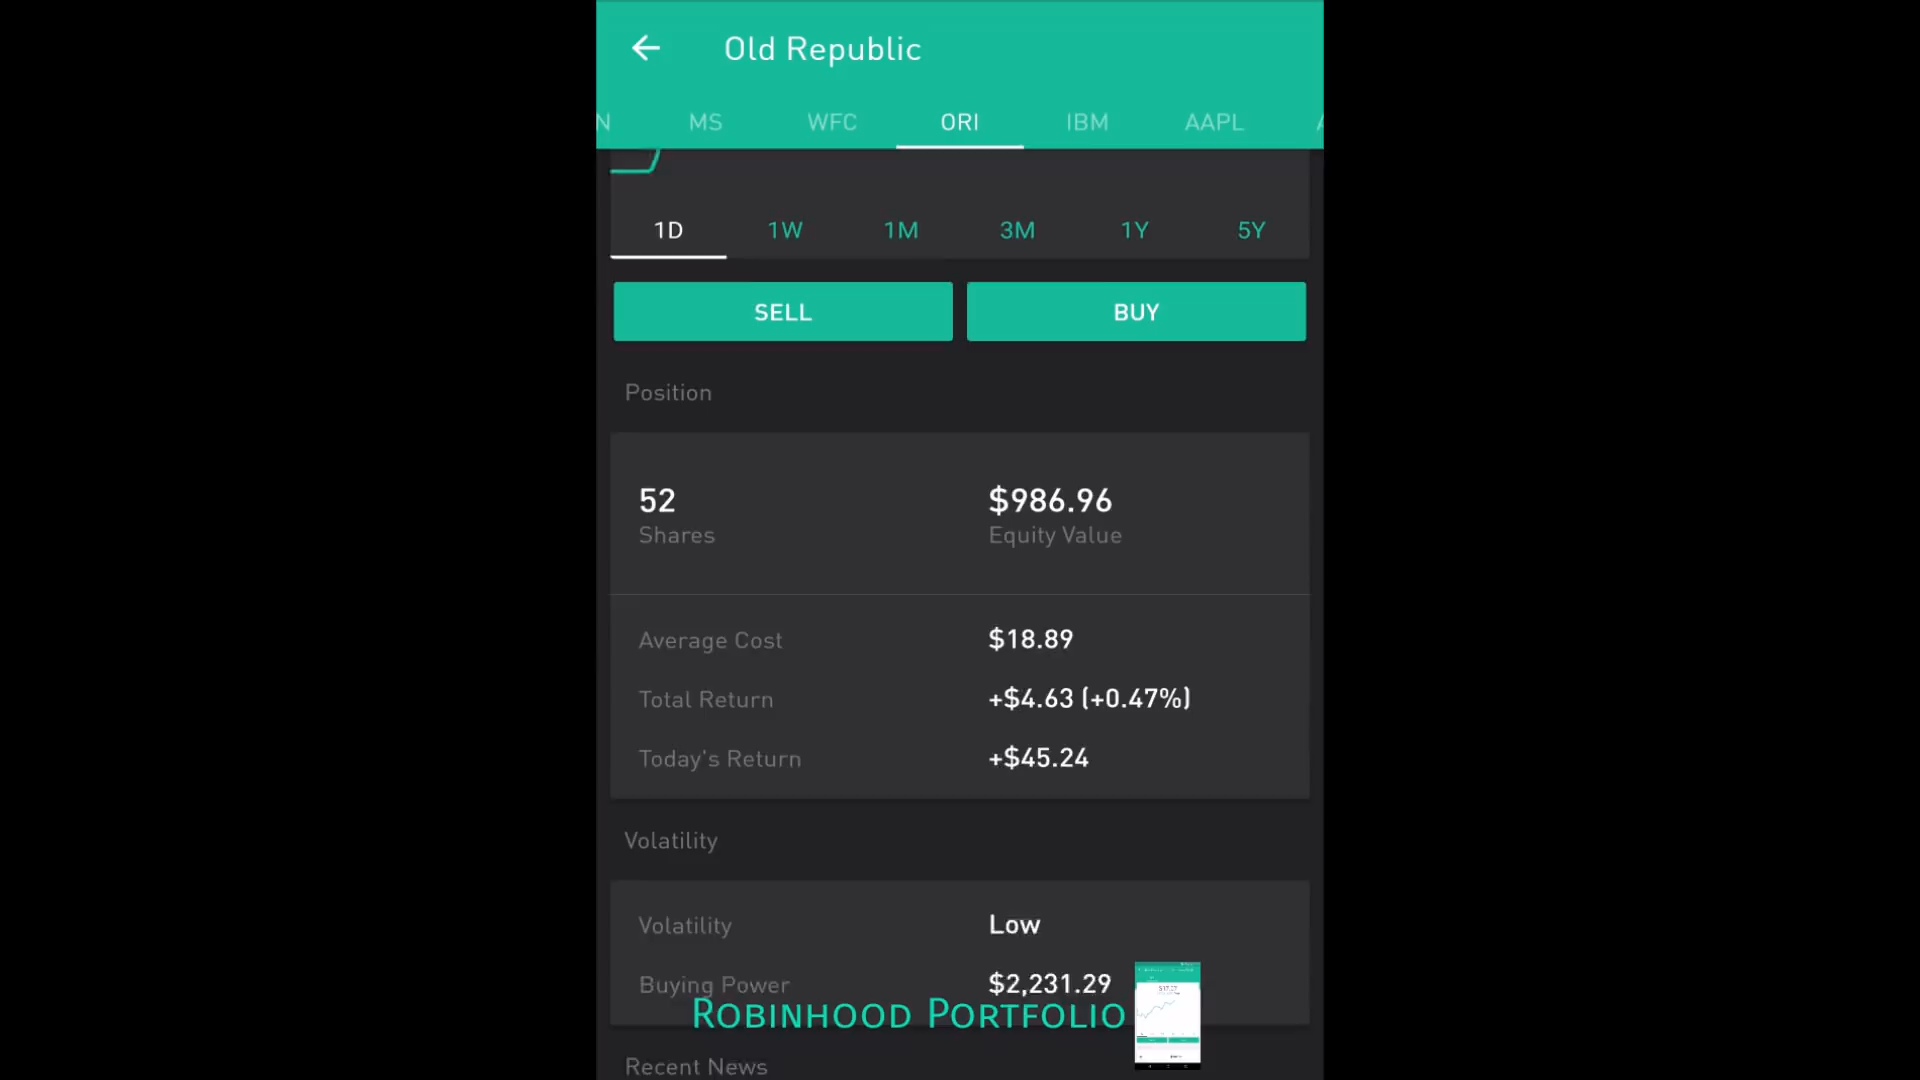 Old Republic
N MS WFC ORI IBM AAPL A
1D 1W 1M 3M 1Y 5Y
SELL BUY
Position
52 $986.96
Shares Equity Value
Average Cost $18.89
Total Return +$4.63 (+0.47%)
Today's Return +$45.24
Volatility
Volatility Low
Buying Power $2,231.29
Robinhood Portfolio
Recent News